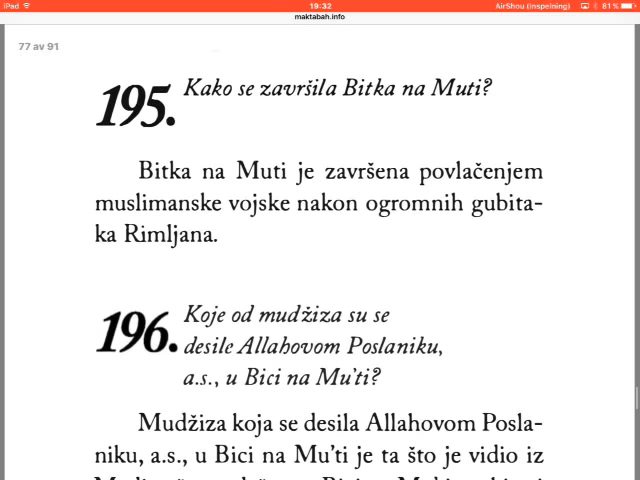 iPad
19:32
AirShou (Inspelning)
81 %
maktabah.info
77 av 91
195. Kako se završila Bitka na Muti?
Bitka na Muti je završena povlačenjem
muslimanske vojske nakon ogromnih gubita-
ka Rimljana.
196. Koje od mudžiza su se
desile Allahovom Poslaniku,
a.s., u Bici na Mu'ti?
Mudžiza koja se desila Allahovom Posla-
niku, a.s., u Bici na Mu'ti je ta što je vidio iz